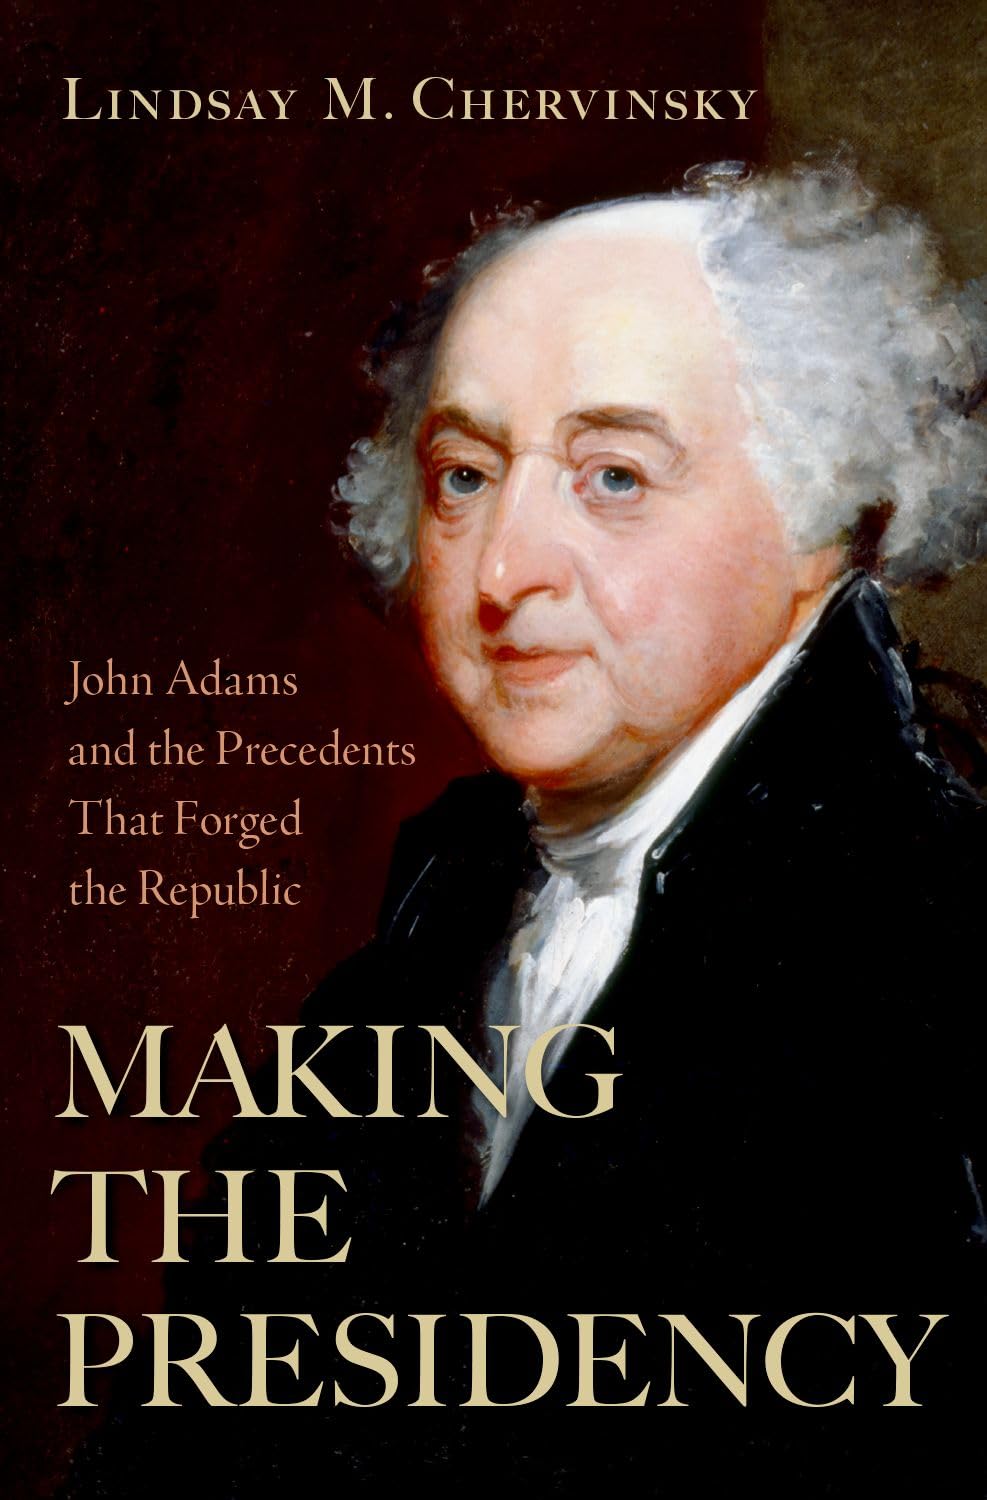 LINDSAY M. CHERVINSKY
John Adams
and the Precedents
That Forged
the Republic
MAKING
THE
PRESIDENCY